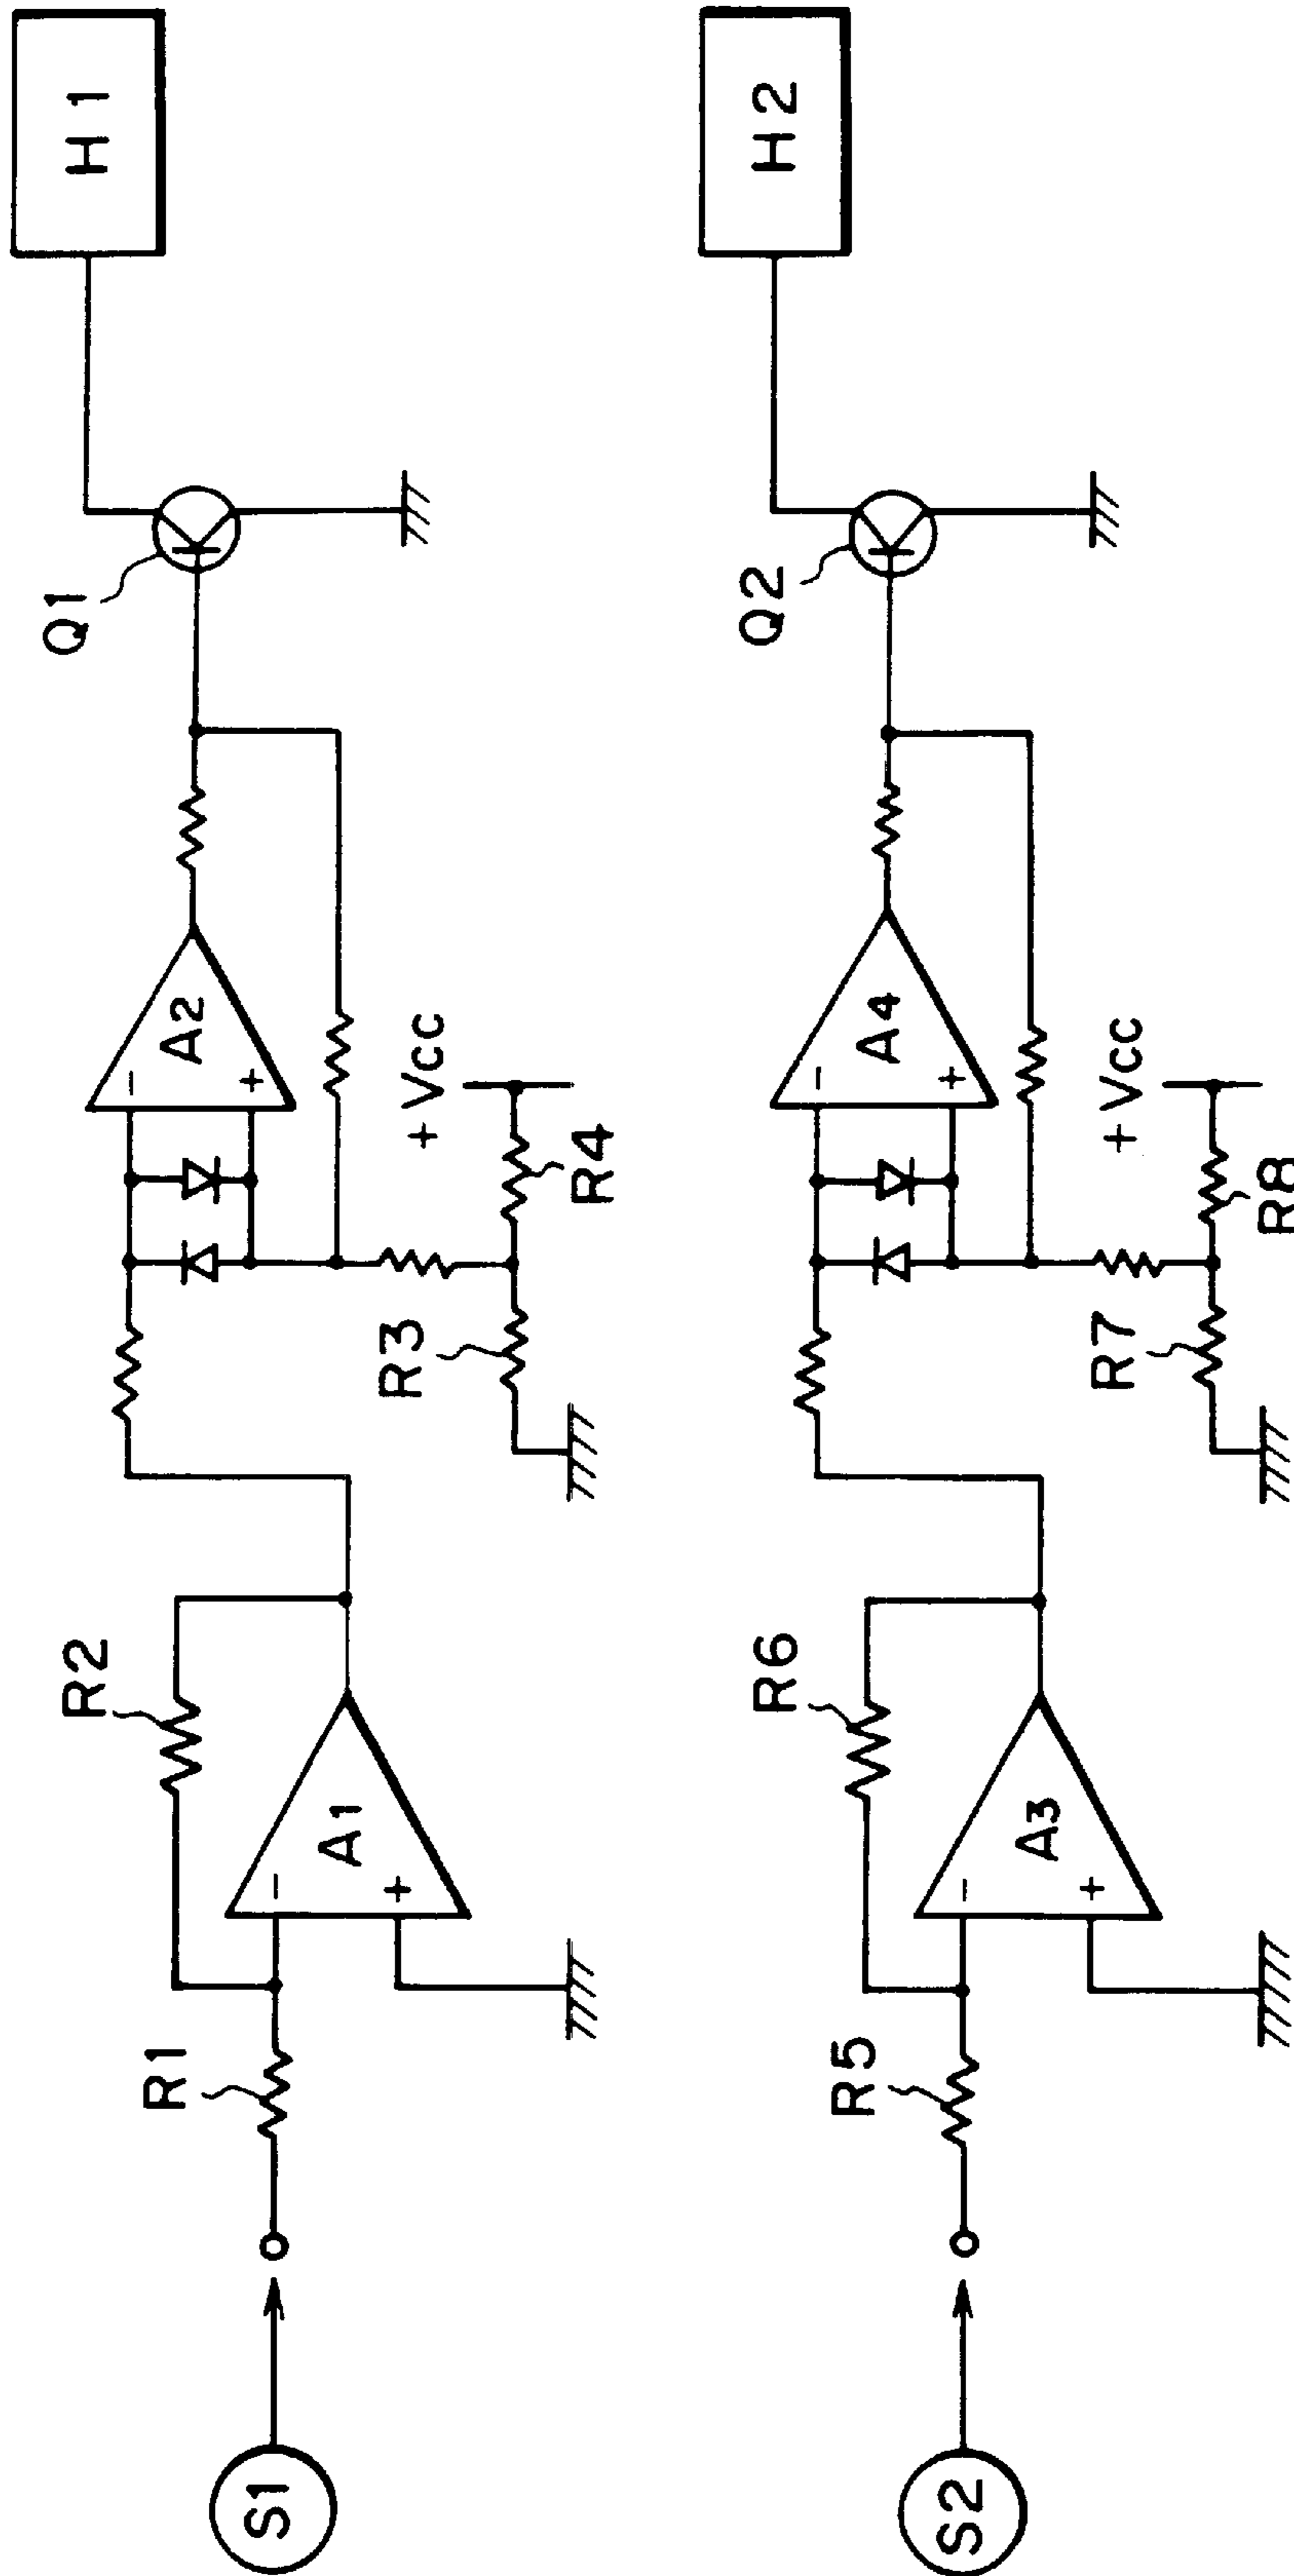 S1
R1
R2
A1
-
+
R3
R4
+ Vcc
A2
-
+
Q1
H1
S2
R5
R6
A3
-
+
R7
R8
+ Vcc
A4
-
+
Q2
H2